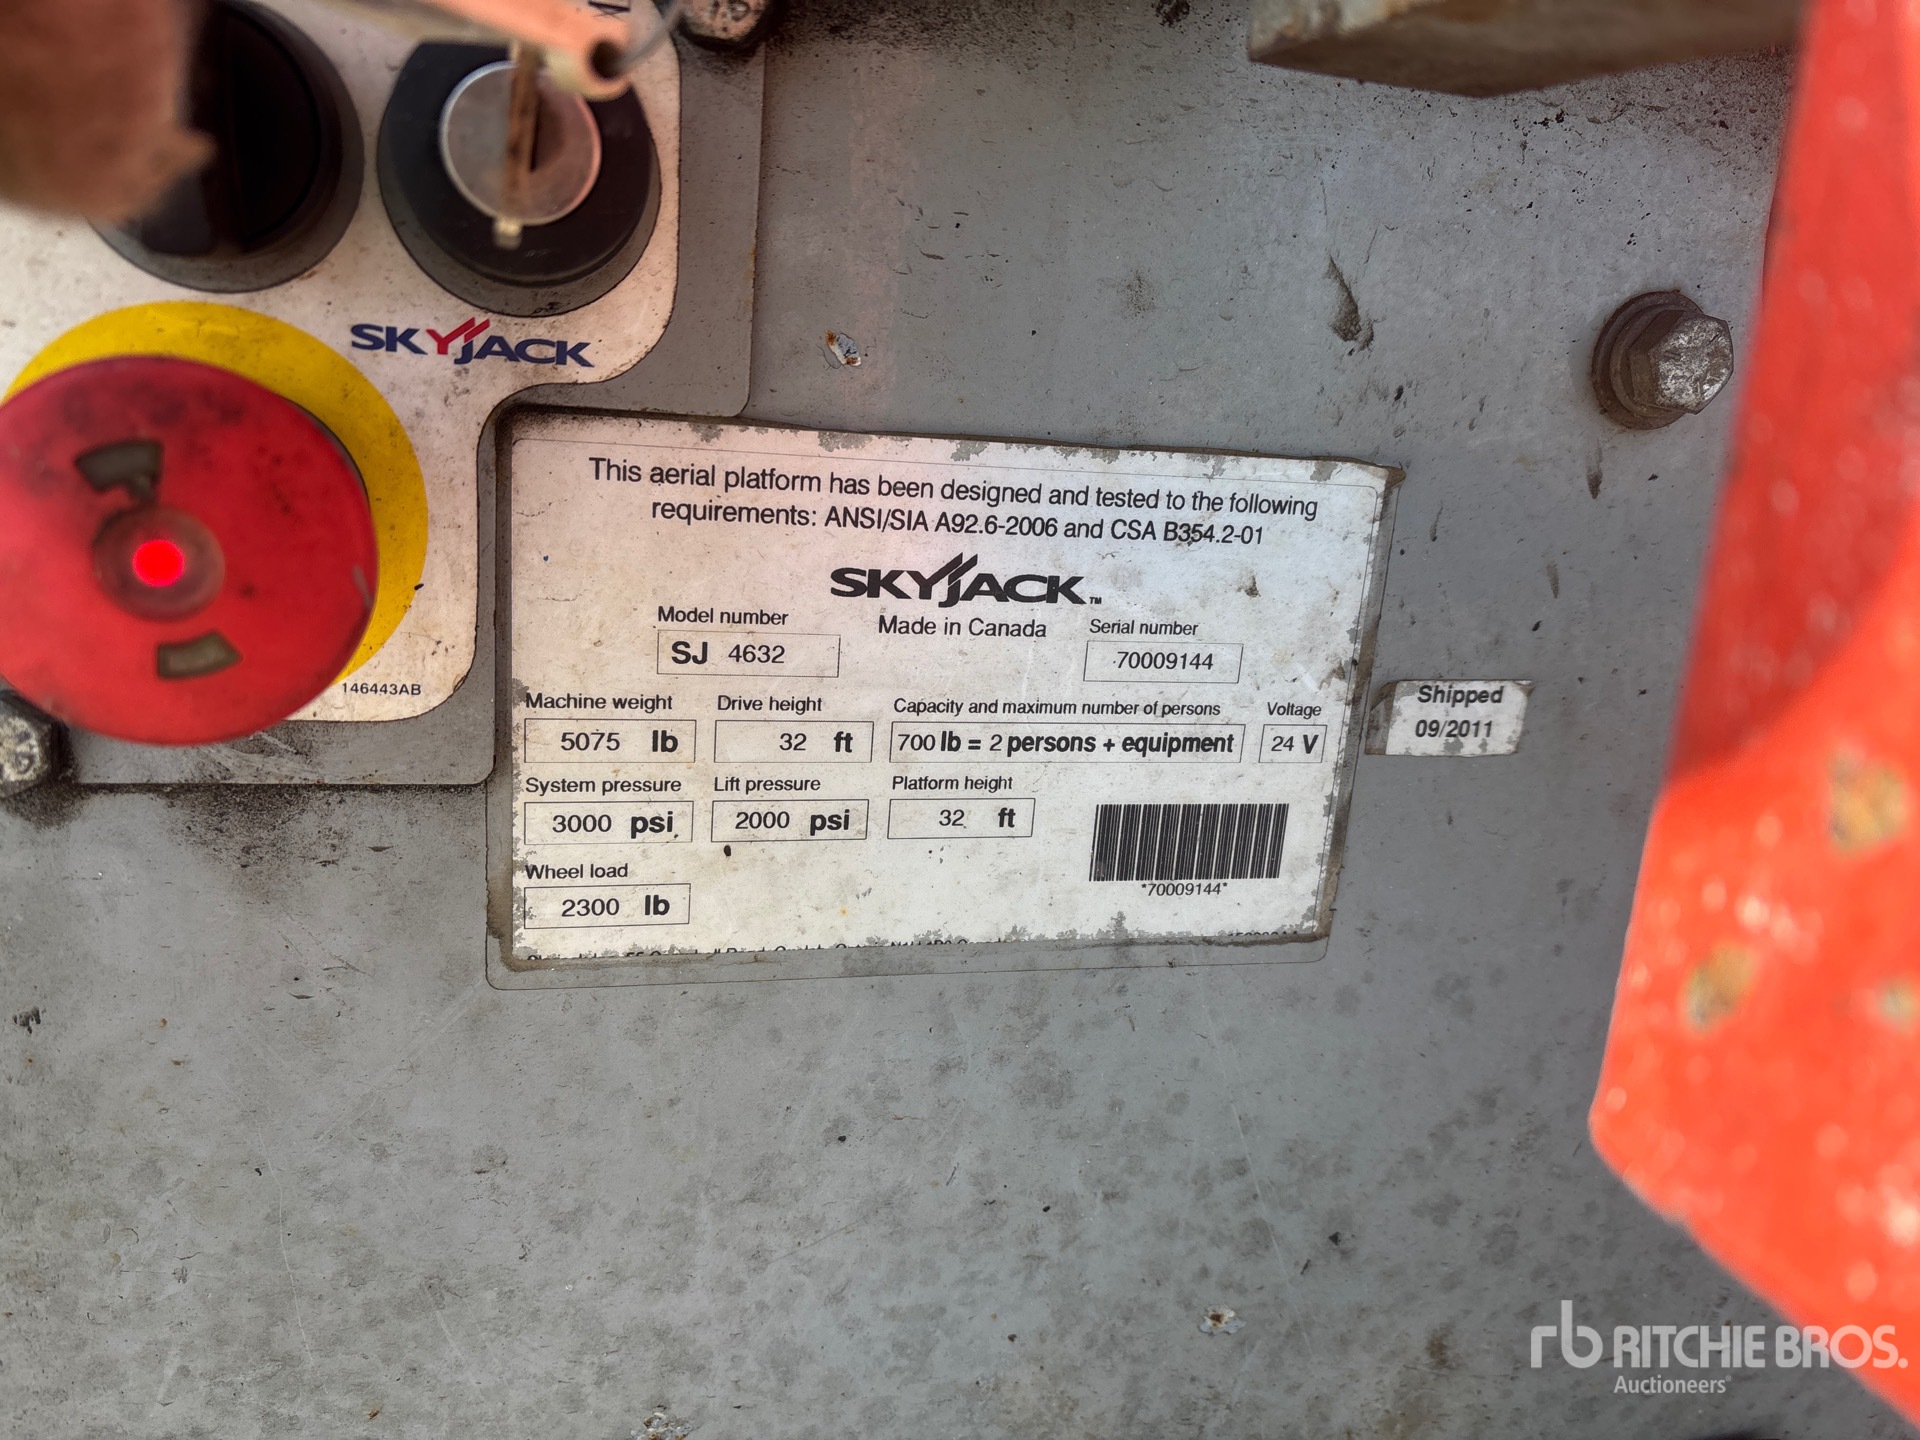 SKYJACK
146443AB
This aerial platform has been designed and tested to the following
requirements: ANSI/SIA A92.6-2006 and CSA B354.2-01
SKYJACK™
Made in Canada
Model number
SJ 4632
Serial number
70009144
Machine weight
5075 lb
Drive height
32 ft
Capacity and maximum number of persons
700 lb = 2 persons + equipment
Voltage
24 V
System pressure
3000 psi
Lift pressure
2000 psi
Platform height
32 ft
Wheel load
2300 lb
*70009144*
Shipped
09/2011
rb RITCHIE BROS.
Auctioneers